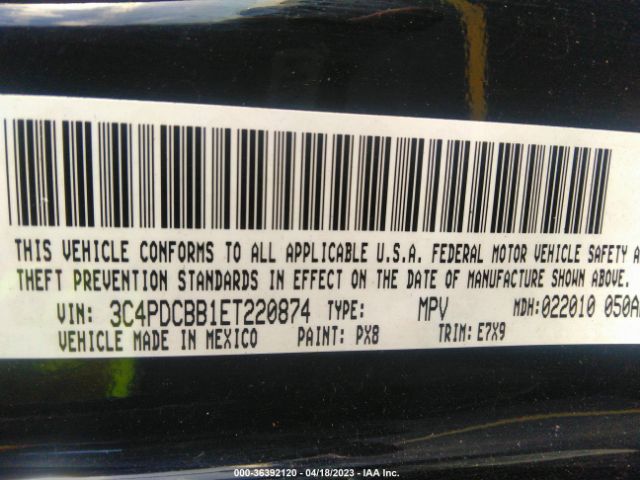 THIS VEHICLE CONFORMS TO ALL APPLICABLE U.S.A. FEDERAL MOTOR VEHICLE SAFETY A
THEFT PREVENTION STANDARDS IN EFFECT ON THE DATE OF MANUFACTURE SHOWN ABOVE.
VIN: 3C4PDCBB1ET220874 TYPE: MPV MDH:022010 050A
VEHICLE MADE IN MEXICO PAINT: PX8 TRIM: E7X9
000-36392120 - 04/18/2023 - IAA Inc.